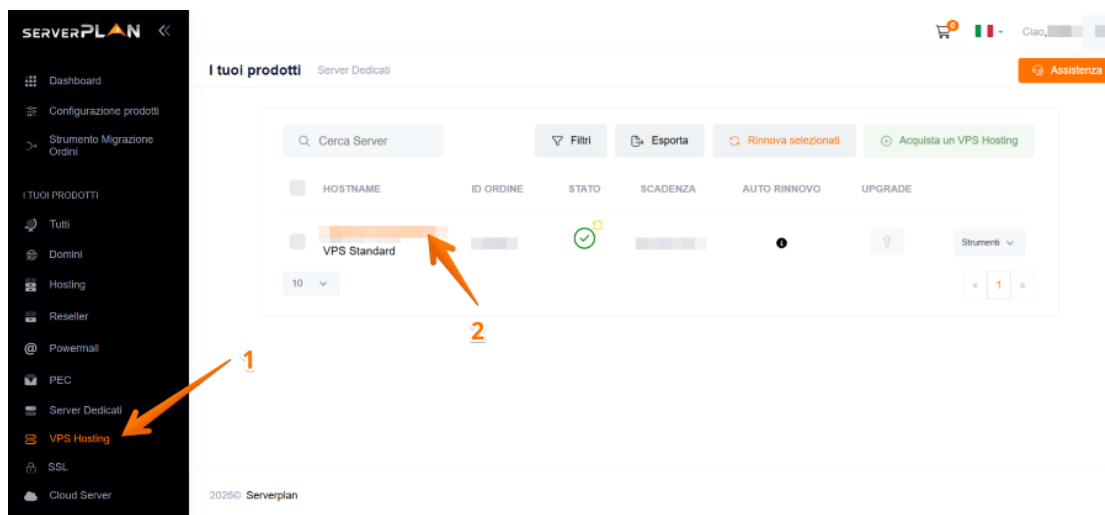 SERVERPLAN «
0
Ciao,
Dashboard
Configurazione prodotti
Strumento Migrazione
Ordini
I TUOI PRODOTTI
Tutti
Domini
Hosting
Reseller
@ Powermail
PEC
Server Dedicati
VPS Hosting
SSL
Cloud Server
I tuoi prodotti Server Dedicati
Assistenza
Cerca Server
Filtri
Esporta
Rinnova selezionati
Acquista un VPS Hosting
HOSTNAME ID ORDINE STATO SCADENZA AUTO RINNOVO UPGRADE
VPS Standard
Strumenti
10
« 1 »
1
2
2026© Serverplan